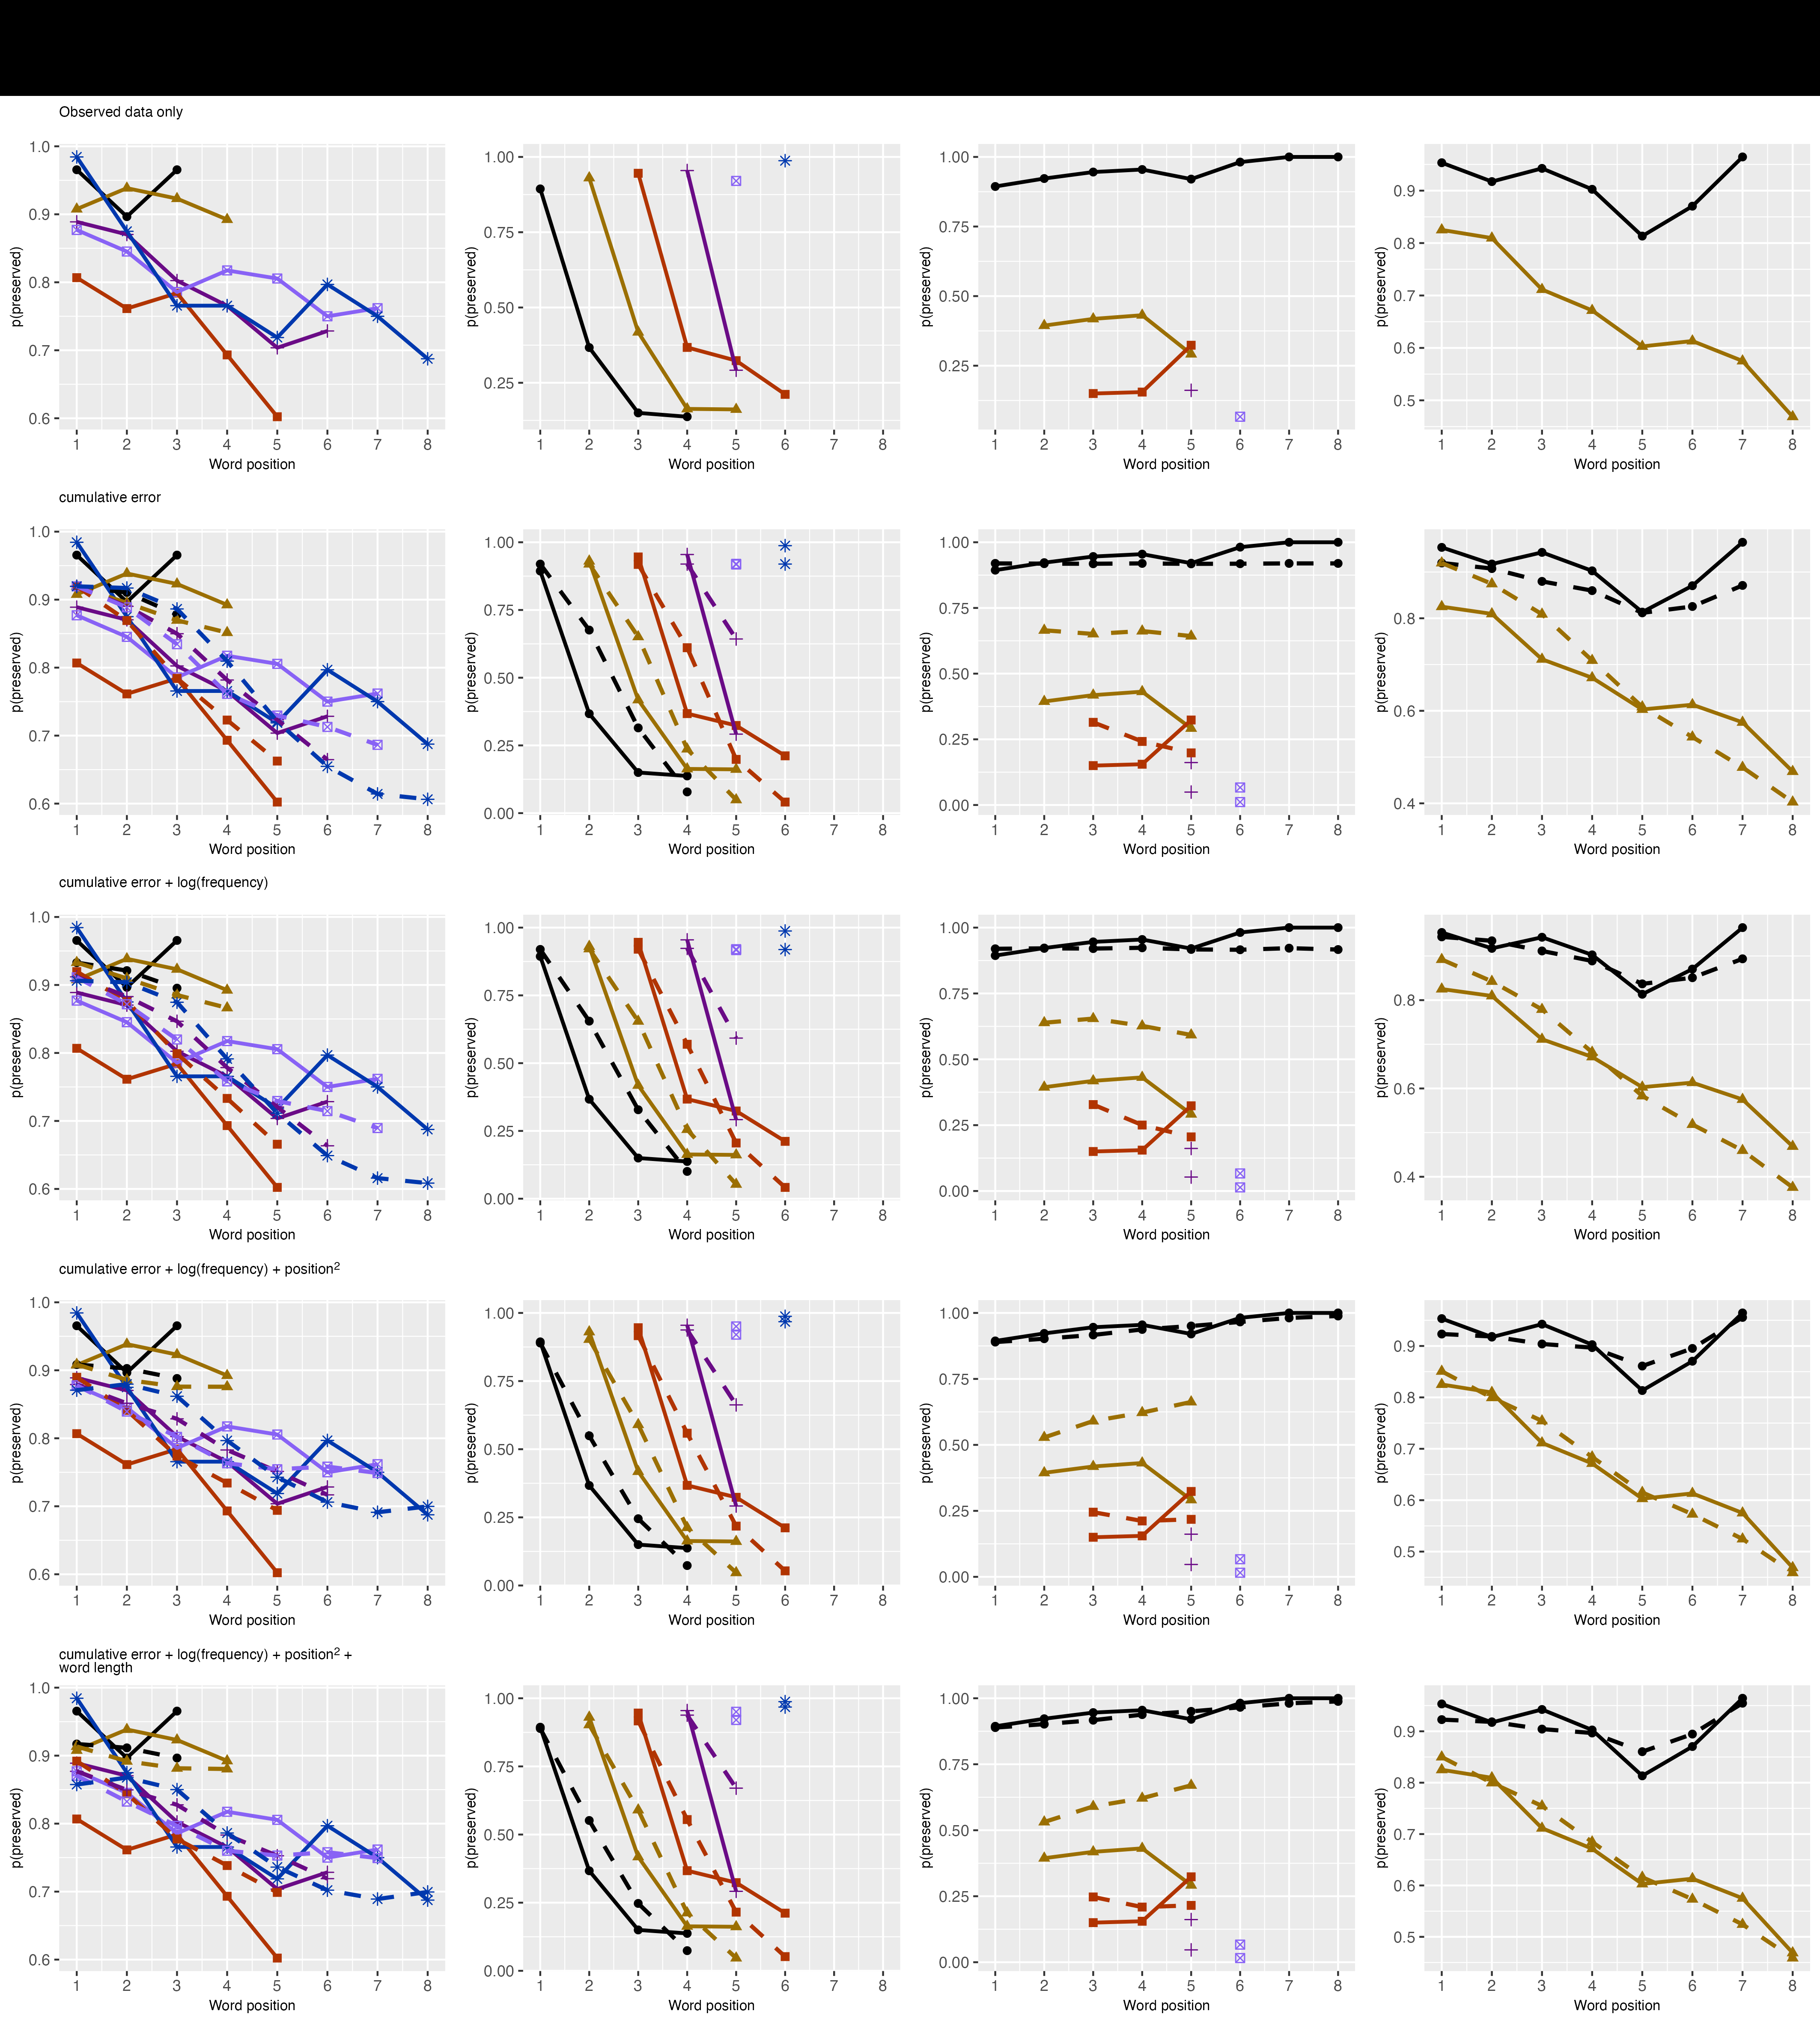 Observed data only
1.0
0.9
0.8
0.7
0.6
p(preserved)
1 2 3 4 5 6 7 8
Word position
1.00
0.75
0.50
0.25
p(preserved)
1 2 3 4 5 6 7 8
Word position
1.00
0.75
0.50
0.25
p(preserved)
1 2 3 4 5 6 7 8
Word position
0.9
0.8
0.7
0.6
0.5
p(preserved)
1 2 3 4 5 6 7 8
Word position
cumulative error
1.0
0.9
0.8
0.7
0.6
p(preserved)
1 2 3 4 5 6 7 8
Word position
1.00
0.75
0.50
0.25
0.00
p(preserved)
1 2 3 4 5 6 7 8
Word position
1.00
0.75
0.50
0.25
0.00
p(preserved)
1 2 3 4 5 6 7 8
Word position
0.8
0.6
0.4
p(preserved)
1 2 3 4 5 6 7 8
Word position
cumulative error + log(frequency)
1.0
0.9
0.8
0.7
0.6
p(preserved)
1 2 3 4 5 6 7 8
Word position
1.00
0.75
0.50
0.25
0.00
p(preserved)
1 2 3 4 5 6 7 8
Word position
1.00
0.75
0.50
0.25
0.00
p(preserved)
1 2 3 4 5 6 7 8
Word position
0.8
0.6
0.4
p(preserved)
1 2 3 4 5 6 7 8
Word position
cumulative error + log(frequency) + position²
1.0
0.9
0.8
0.7
0.6
p(preserved)
1 2 3 4 5 6 7 8
Word position
1.00
0.75
0.50
0.25
0.00
p(preserved)
1 2 3 4 5 6 7 8
Word position
1.00
0.75
0.50
0.25
0.00
p(preserved)
1 2 3 4 5 6 7 8
Word position
0.9
0.8
0.7
0.6
0.5
p(preserved)
1 2 3 4 5 6 7 8
Word position
cumulative error + log(frequency) + position² +
word length
1.0
0.9
0.8
0.7
0.6
p(preserved)
1 2 3 4 5 6 7 8
Word position
1.00
0.75
0.50
0.25
0.00
p(preserved)
1 2 3 4 5 6 7 8
Word position
1.00
0.75
0.50
0.25
0.00
p(preserved)
1 2 3 4 5 6 7 8
Word position
0.9
0.8
0.7
0.6
0.5
p(preserved)
1 2 3 4 5 6 7 8
Word position